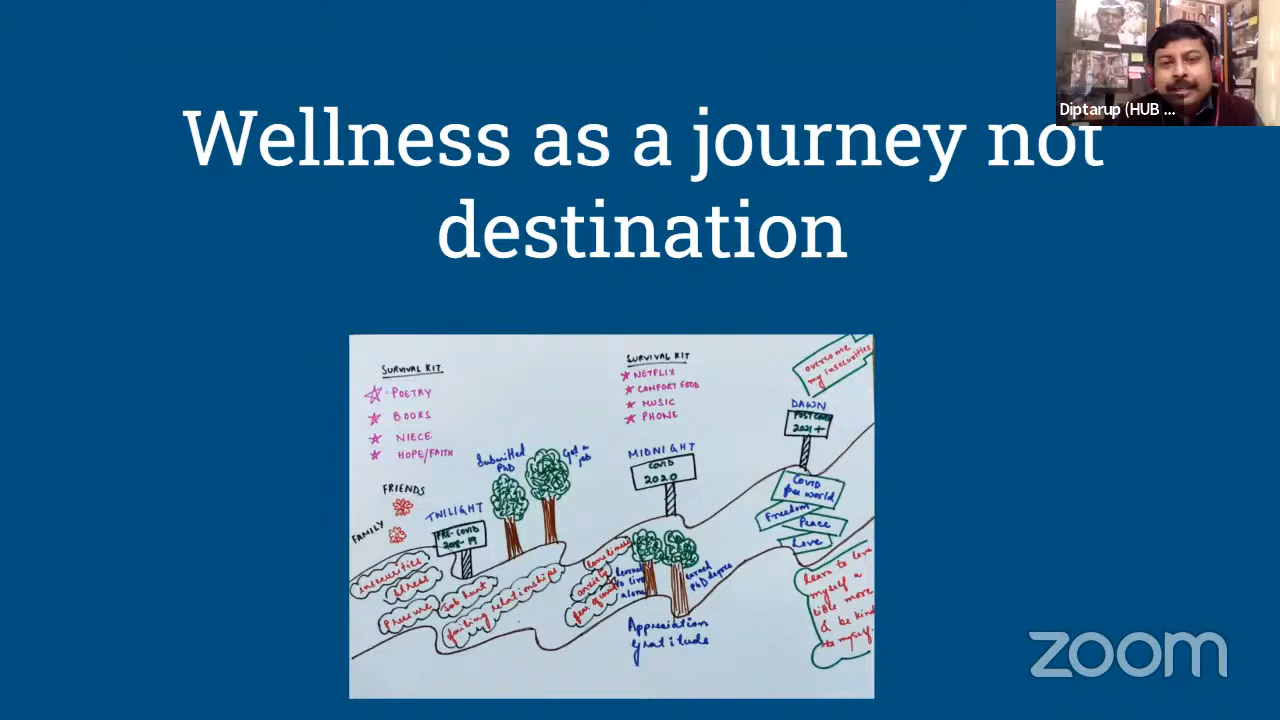 Diptarup (HUB ...
Wellness as a journey not
destination
SURVIVAL KIT
POETRY
BOOKS
NIECE
HOPE/FAITH
FRIENDS
FAMILY
TWILIGHT
PRE-COVID
2018-19
Submitted
PhD
Got a
job
insecurities
stress
Pressure
Job hunt
failing relationships
SURVIVAL KIT
NETFLIX
COMFORT FOOD
MUSIC
PHONE
MIDNIGHT
COVID
2020
loneliness
anxiety
fear of covid
learned
to live
alone
earned
PhD degree
Appreciation
gratitude
overcome
my insecurities
DAWN
POST COVID
2021+
Covid
free world
Freedom
Peace
Love
learn to love
myself a
little more
& be kind
to myself.
zoom